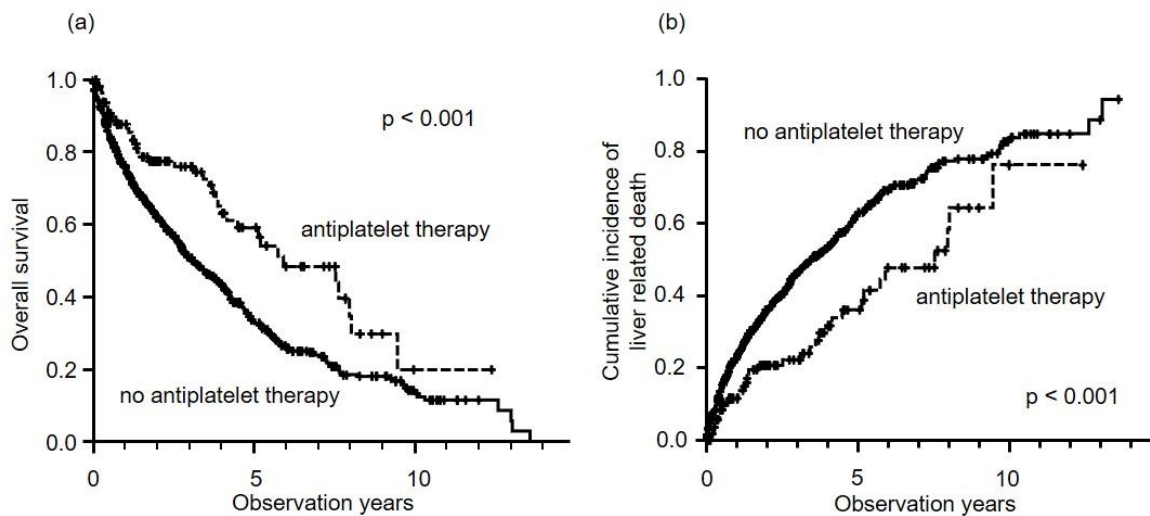 (a)
Overall survival
1.0
0.8
0.6
0.4
0.2
0.0
p < 0.001
antiplatelet therapy
no antiplatelet therapy
0
5
10
Observation years
(b)
Cumulative incidence of
liver related death
1.0
0.8
0.6
0.4
0.2
0.0
no antiplatelet therapy
antiplatelet therapy
p < 0.001
0
5
10
Observation years